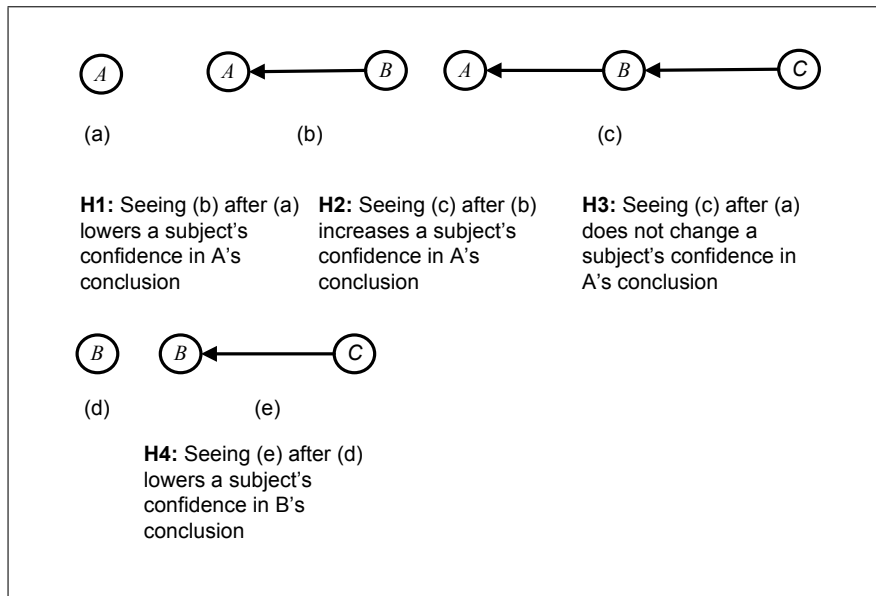 A A B A B C
(a) (b) (c)
H1: Seeing (b) after (a)
lowers a subject's
confidence in A's
conclusion
H2: Seeing (c) after (b)
increases a subject's
confidence in A's
conclusion
H3: Seeing (c) after (a)
does not change a
subject's confidence in
A's conclusion
B B C
(d) (e)
H4: Seeing (e) after (d)
lowers a subject's
confidence in B's
conclusion